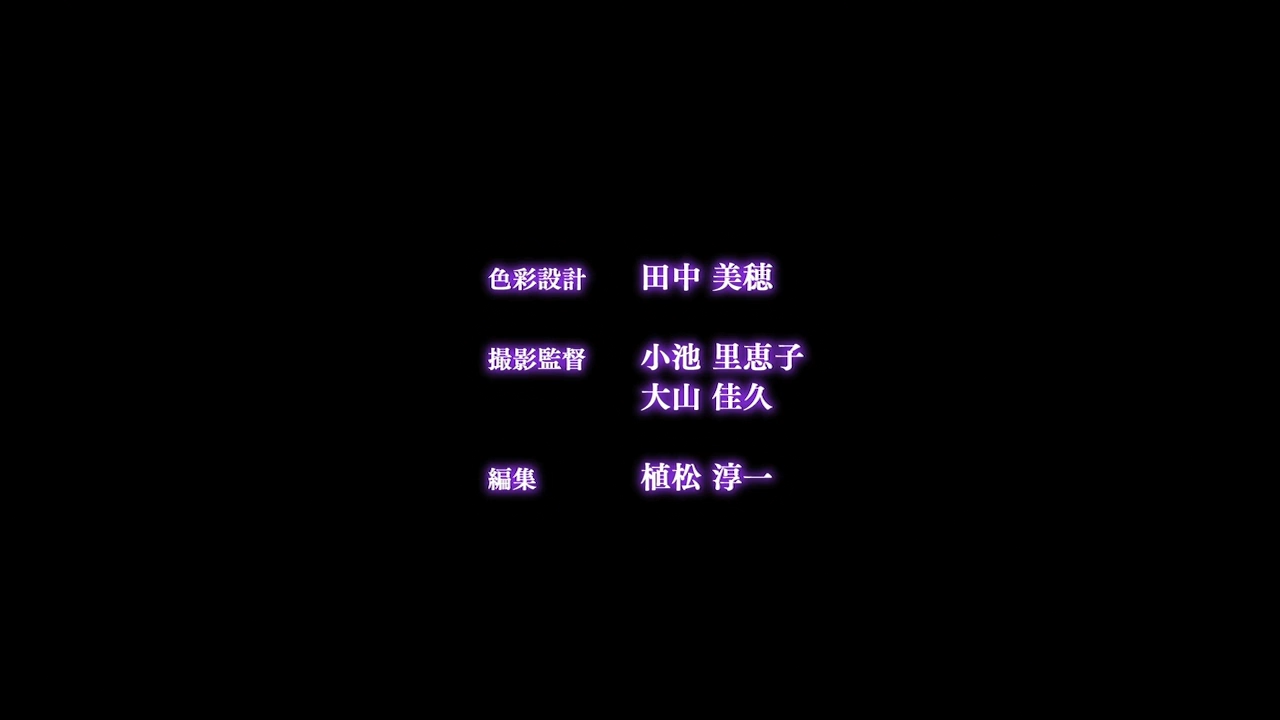 色彩設計 田中 美穂
撮影監督 小池 里恵子
大山 佳久
編集 植松 淳一